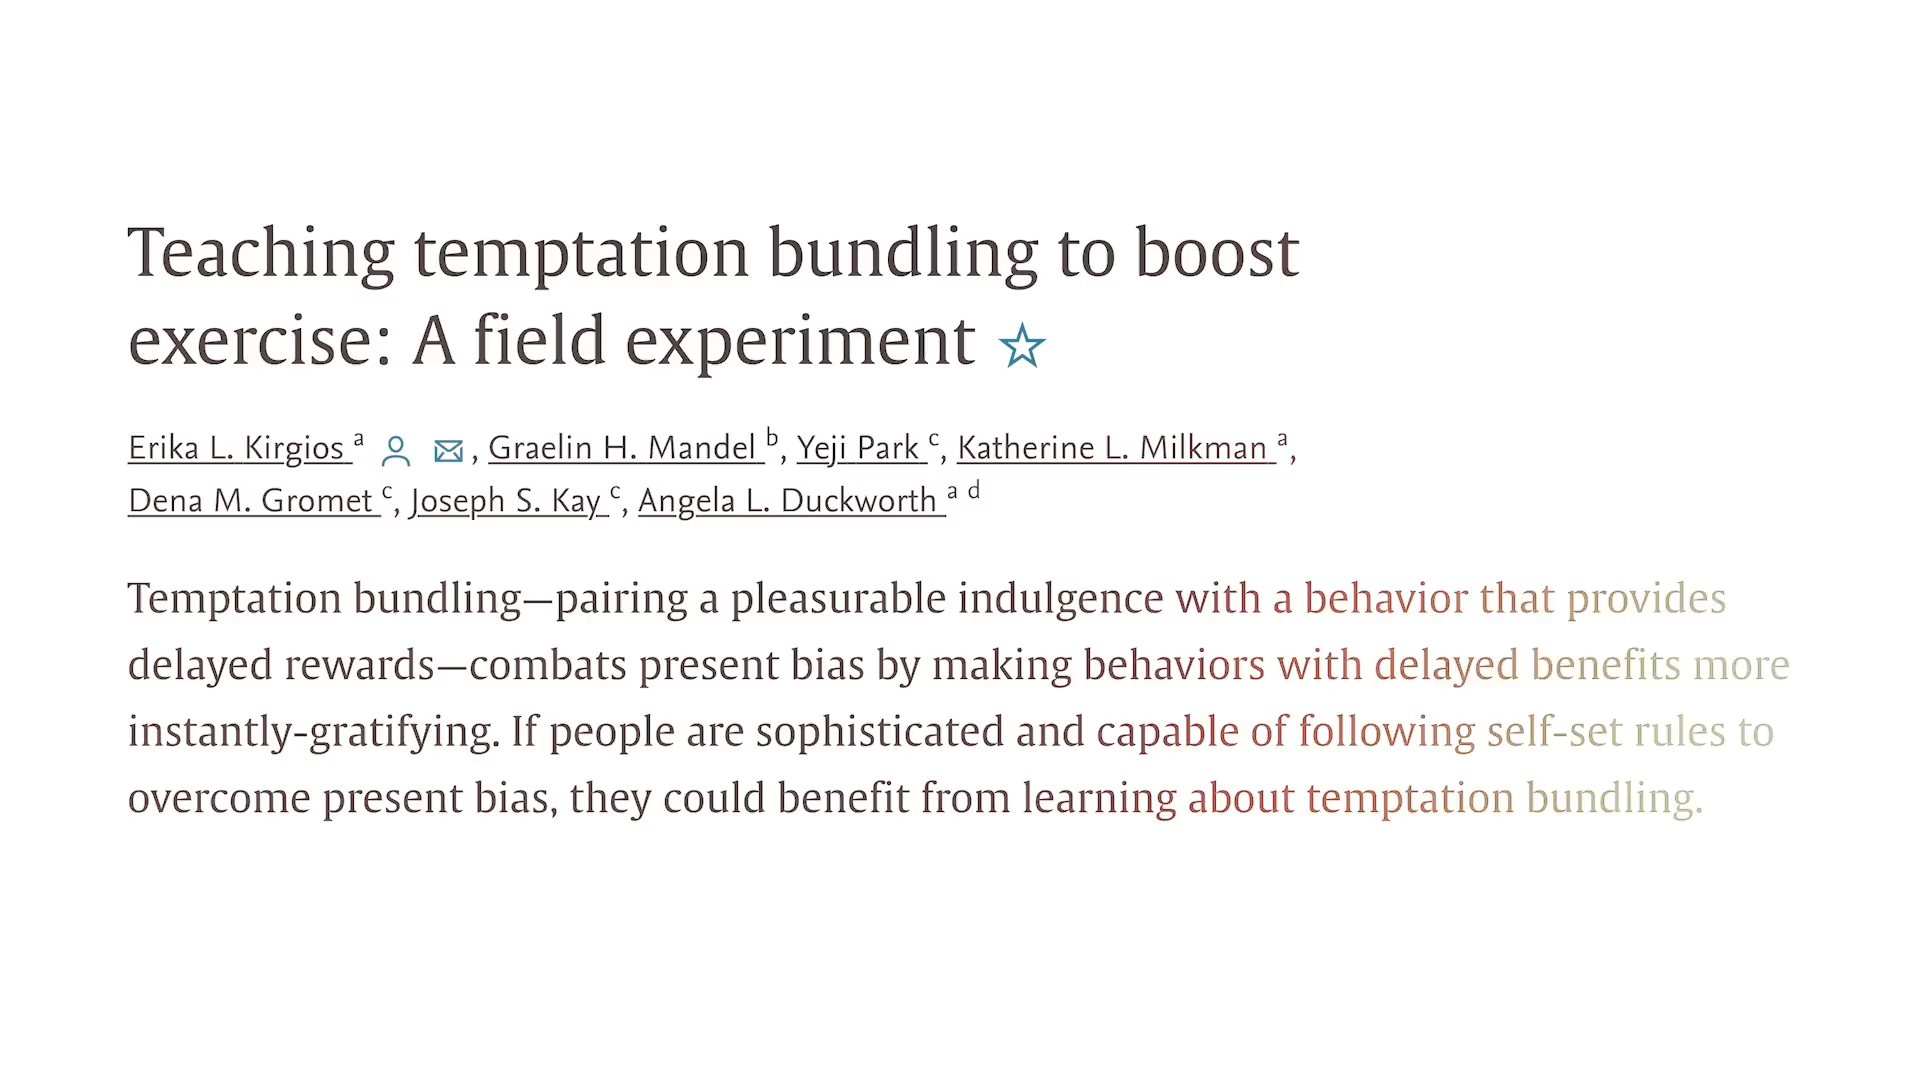 Teaching temptation bundling to boost
exercise: A field experiment ☆
Erika L. Kirgios a, Graelin H. Mandel b, Yeji Park c, Katherine L. Milkman a,
Dena M. Gromet c, Joseph S. Kay c, Angela L. Duckworth a d
Temptation bundling—pairing a pleasurable indulgence with a behavior that provides
delayed rewards—combats present bias by making behaviors with delayed benefits more
instantly-gratifying. If people are sophisticated and capable of following self-set rules to
overcome present bias, they could benefit from learning about temptation bundling.